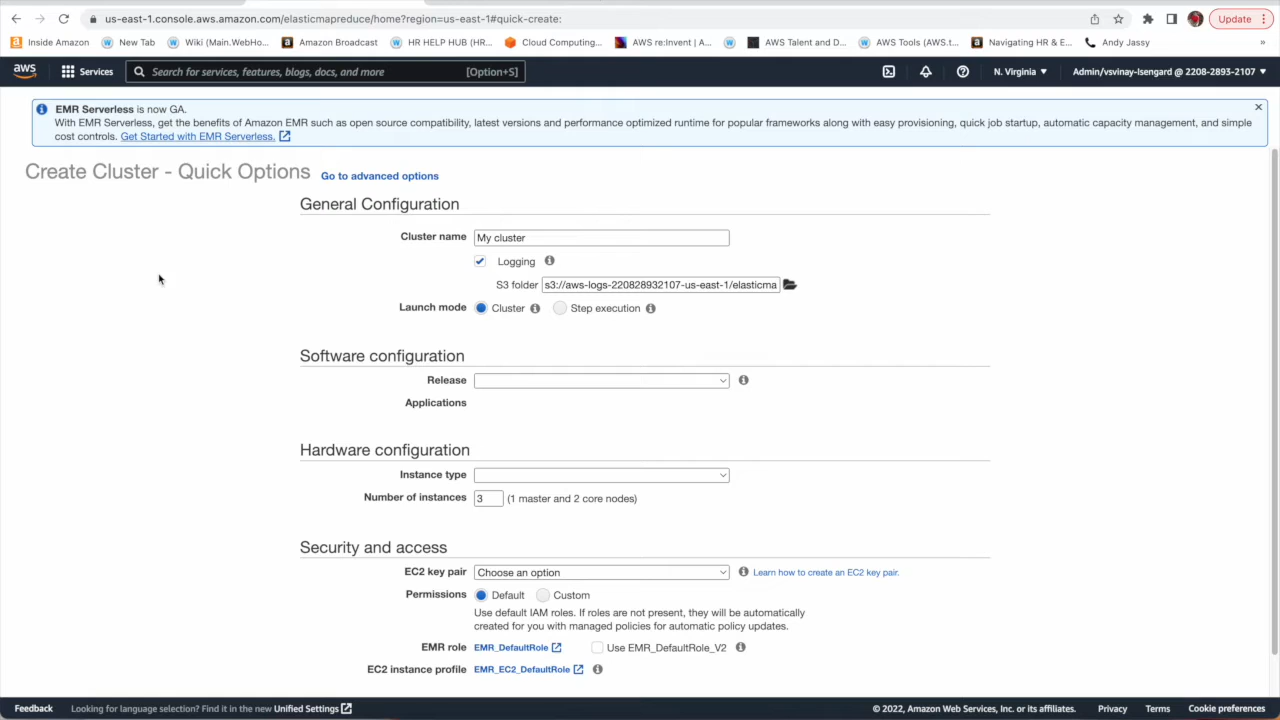 us-east-1.console.aws.amazon.com/elasticmapreduce/home?region=us-east-1#quick-create:
Update
Inside Amazon New Tab Wiki (Main.WebHo... Amazon Broadcast HR HELP HUB (HR... Cloud Computing... AWS re:Invent | A... AWS Talent and D... AWS Tools (AWS.t... Navigating HR & E... Andy Jassy »
aws Services Search for services, features, blogs, docs, and more [Option+S] N. Virginia Admin/vsvinay-Isengard @ 2208-2893-2107
EMR Serverless is now GA.
With EMR Serverless, get the benefits of Amazon EMR such as open source compatibility, latest versions and performance optimized runtime for popular frameworks along with easy provisioning, quick job startup, automatic capacity management, and simple
cost controls. Get Started with EMR Serverless.
Create Cluster - Quick Options Go to advanced options
General Configuration
Cluster name My cluster
Logging
S3 folder s3://aws-logs-220828932107-us-east-1/elasticma
Launch mode Cluster Step execution
Software configuration
Release
Applications
Hardware configuration
Instance type
Number of instances 3 (1 master and 2 core nodes)
Security and access
EC2 key pair Choose an option Learn how to create an EC2 key pair.
Permissions Default Custom
Use default IAM roles. If roles are not present, they will be automatically
created for you with managed policies for automatic policy updates.
EMR role EMR_DefaultRole Use EMR_DefaultRole_V2
EC2 instance profile EMR_EC2_DefaultRole
Feedback Looking for language selection? Find it in the new Unified Settings © 2022, Amazon Web Services, Inc. or its affiliates. Privacy Terms Cookie preferences